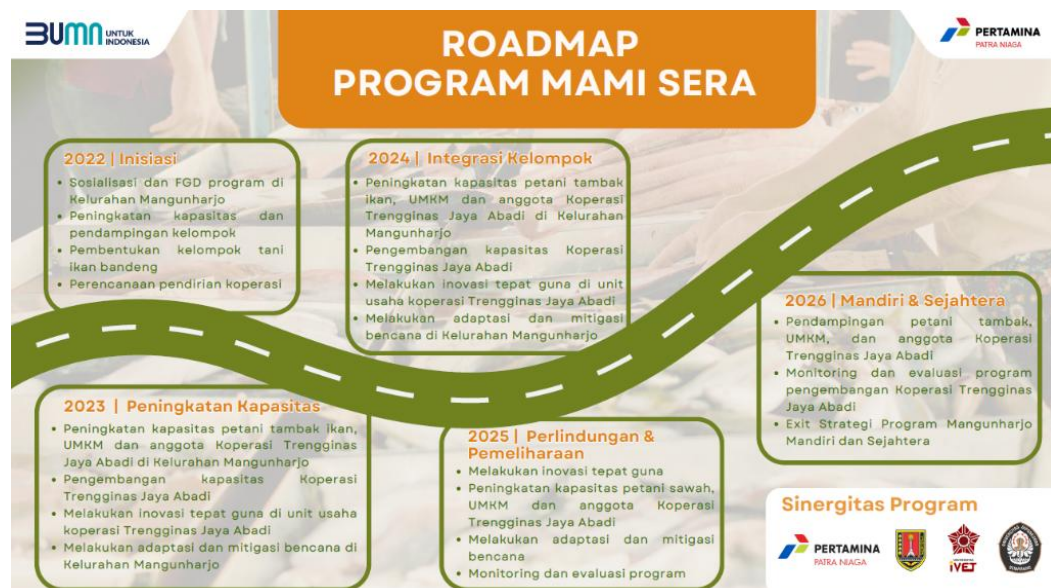 BUMN UNTUK
INDONESIA
ROADMAP
PROGRAM MAMI SERA
PERTAMINA
PATRA NIAGA
2022 | Inisiasi
• Sosialisasi dan FGD program di
Kelurahan Mangunharjo
• Peningkatan kapasitas dan
pendampingan kelompok
• Pembentukan kelompok tani
ikan bandeng
• Perencanaan pendirian koperasi
2023 | Peningkatan Kapasitas
• Peningkatan kapasitas petani tambak ikan,
UMKM dan anggota Koperasi Trengginas
Jaya Abadi di Kelurahan Mangunharjo
• Pengembangan kapasitas Koperasi
Trengginas Jaya Abadi
• Melakukan inovasi tepat guna di unit usaha
koperasi Trengginas Jaya Abadi
• Melakukan adaptasi dan mitigasi bencana di
Kelurahan Mangunharjo
2024 | Integrasi Kelompok
• Peningkatan kapasitas petani tambak
ikan, UMKM dan anggota Koperasi
Trengginas Jaya Abadi di Kelurahan
Mangunharjo
• Pengembangan kapasitas Koperasi
Trengginas Jaya Abadi
• Melakukan inovasi tepat guna di unit
usaha koperasi Trengginas Jaya Abadi
• Melakukan adaptasi dan mitigasi
bencana di Kelurahan Mangunharjo
2025 | Perlindungan &
Pemeliharaan
• Melakukan inovasi tepat guna
• Peningkatan kapasitas petani sawah,
UMKM dan anggota Koperasi
Trengginas Jaya Abadi
• Melakukan adaptasi dan mitigasi
bencana
• Monitoring dan evaluasi program
2026 | Mandiri & Sejahtera
• Pendampingan petani tambak,
UMKM, dan anggota Koperasi
Trengginas Jaya Abadi
• Monitoring dan evaluasi program
pengembangan Koperasi Trengginas
Jaya Abadi
• Exit Strategi Program Mangunharjo
Mandiri dan Sejahtera
Sinergitas Program
PERTAMINA
PATRA NIAGA
iVET